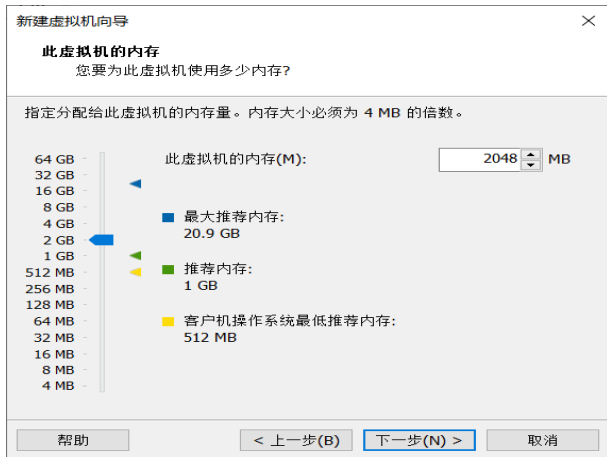 新建虚拟机向导
此虚拟机的内存
您要为此虚拟机使用多少内存?
指定分配给此虚拟机的内存量。内存大小必须为 4 MB 的倍数。
64 GB
32 GB
16 GB
8 GB
4 GB
2 GB
1 GB
512 MB
256 MB
128 MB
64 MB
32 MB
16 MB
8 MB
4 MB
此虚拟机的内存(M): 2048 MB
最大推荐内存:
20.9 GB
推荐内存:
1 GB
客户机操作系统最低推荐内存:
512 MB
帮助 < 上一步(B) 下一步(N) > 取消